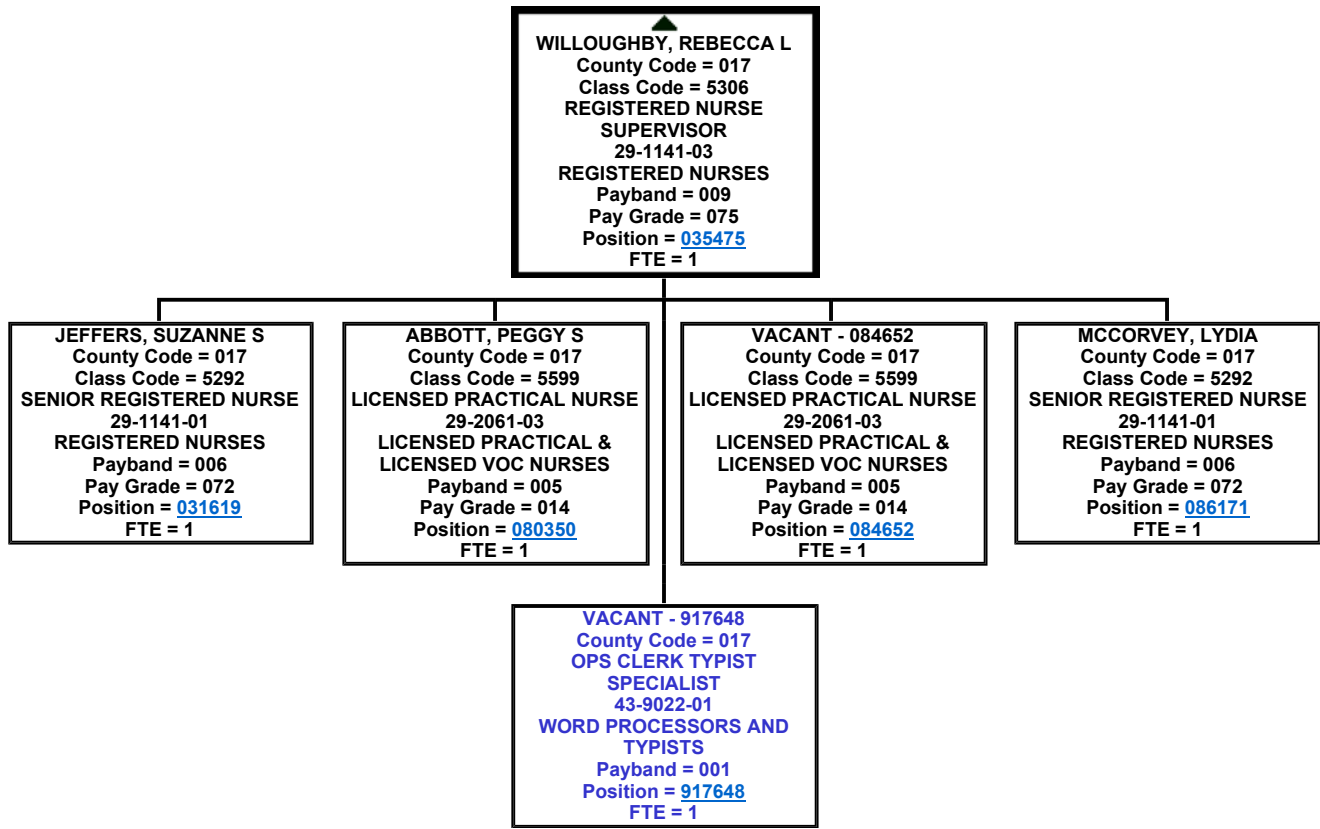 WILLOUGHBY, REBECCA L
County Code = 017
Class Code = 5306
REGISTERED NURSE
SUPERVISOR
29-1141-03
REGISTERED NURSES
Payband = 009
Pay Grade = 075
Position = 035475
FTE = 1
JEFFERS, SUZANNE S
County Code = 017
Class Code = 5292
SENIOR REGISTERED NURSE
29-1141-01
REGISTERED NURSES
Payband = 006
Pay Grade = 072
Position = 031619
FTE = 1
ABBOTT, PEGGY S
County Code = 017
Class Code = 5599
LICENSED PRACTICAL NURSE
29-2061-03
LICENSED PRACTICAL &
LICENSED VOC NURSES
Payband = 005
Pay Grade = 014
Position = 080350
FTE = 1
VACANT - 084652
County Code = 017
Class Code = 5599
LICENSED PRACTICAL NURSE
29-2061-03
LICENSED PRACTICAL &
LICENSED VOC NURSES
Payband = 005
Pay Grade = 014
Position = 084652
FTE = 1
MCCORVEY, LYDIA
County Code = 017
Class Code = 5292
SENIOR REGISTERED NURSE
29-1141-01
REGISTERED NURSES
Payband = 006
Pay Grade = 072
Position = 086171
FTE = 1
VACANT - 917648
County Code = 017
OPS CLERK TYPIST
SPECIALIST
43-9022-01
WORD PROCESSORS AND
TYPISTS
Payband = 001
Position = 917648
FTE = 1